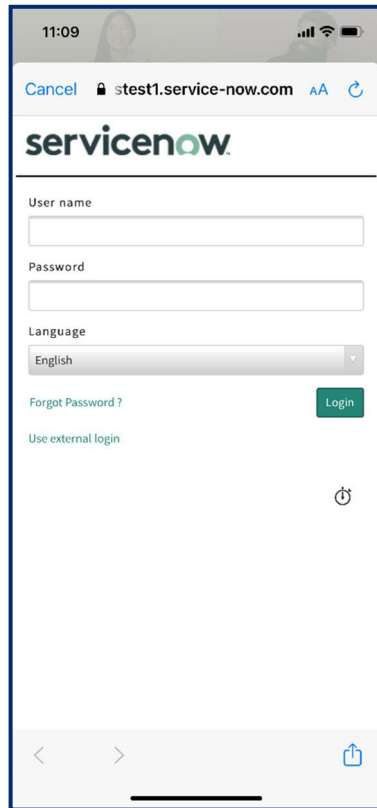 11:09
Cancel stest1.service-now.com AA
servicenow
User name
Password
Language
English
Forgot Password ?
Login
Use external login